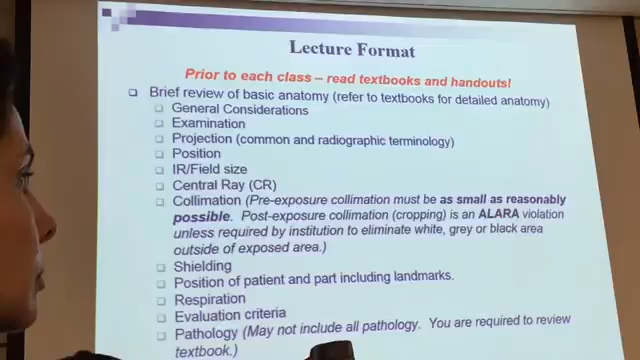 Lecture Format
Prior to each class – read textbooks and handouts!
Brief review of basic anatomy (refer to textbooks for detailed anatomy)
General Considerations
Examination
Projection (common and radiographic terminology)
Position
IR/Field size
Central Ray (CR)
Collimation (Pre-exposure collimation must be as small as reasonably
possible. Post-exposure collimation (cropping) is an ALARA violation
unless required by institution to eliminate white, grey or black area
outside of exposed area.)
Shielding
Position of patient and part including landmarks.
Respiration
Evaluation criteria
Pathology (May not include all pathology. You are required to review
textbook.)